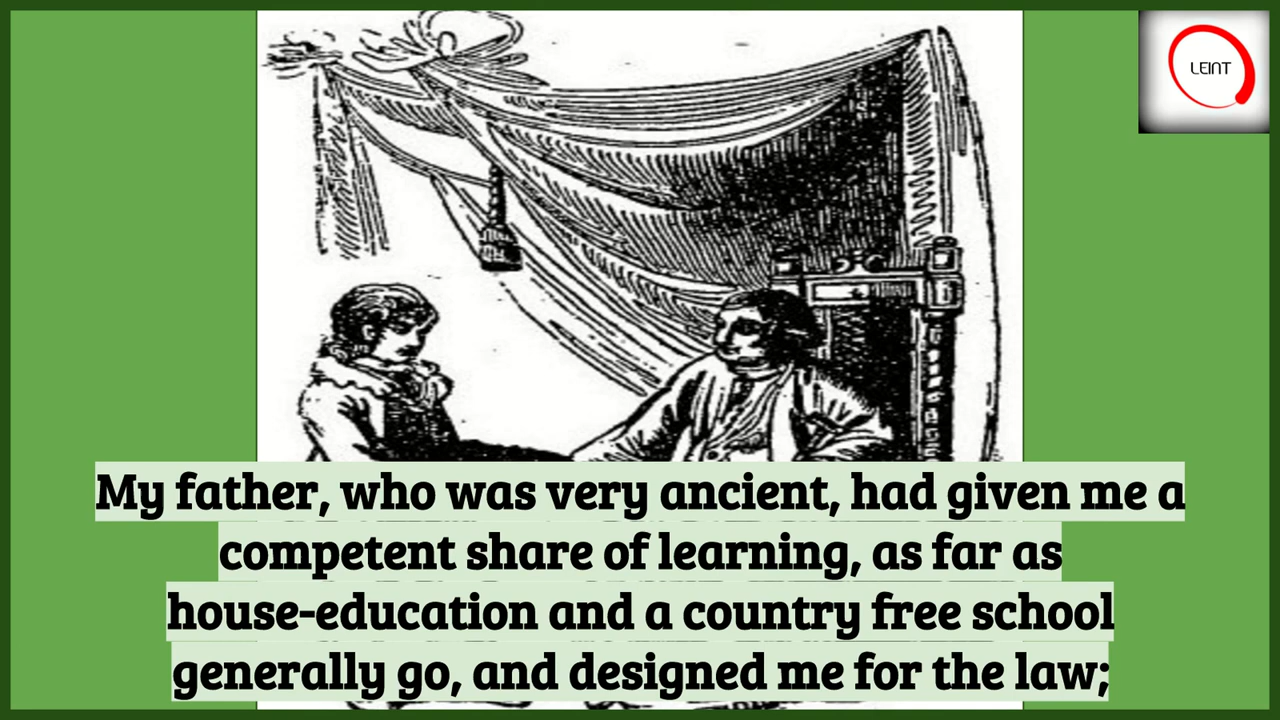 LEINT
My father, who was very ancient, had given me a
competent share of learning, as far as
house-education and a country free school
generally go, and designed me for the law;